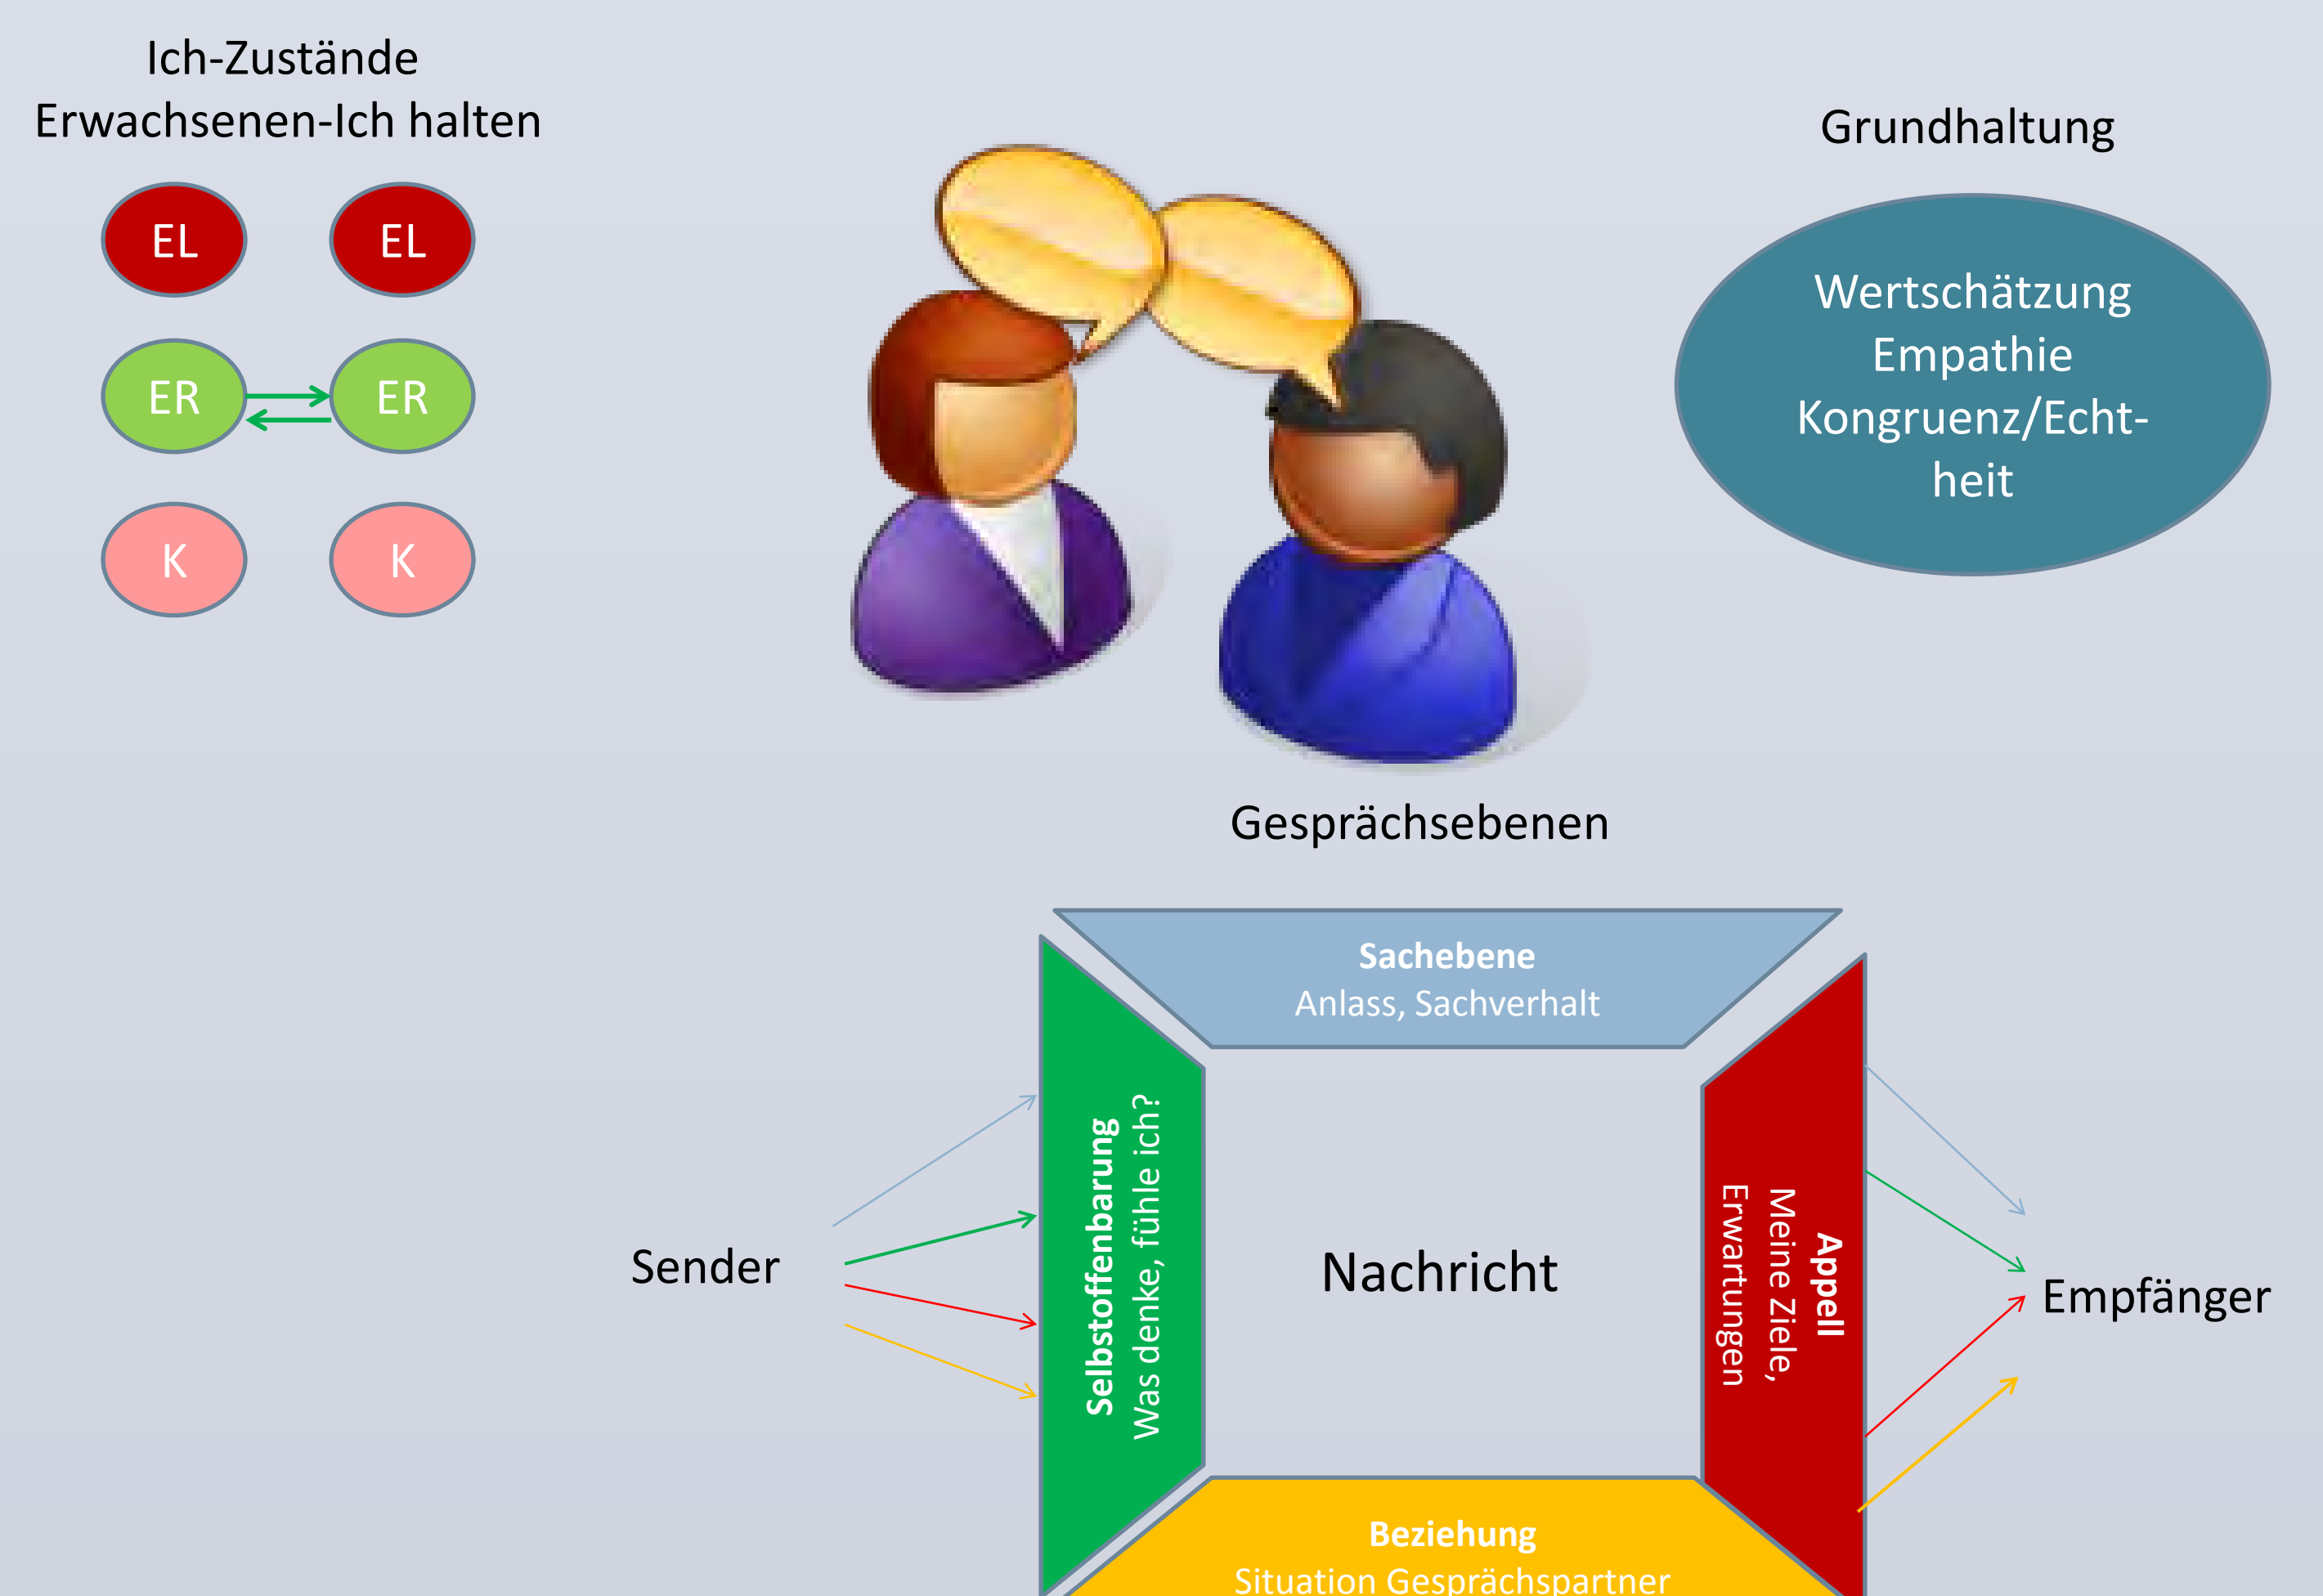 Ich-Zustände
Erwachsenen-Ich halten
EL EL
ER ER
K K
Grundhaltung
Wertschätzung
Empathie
Kongruenz/Echt-
heit
Gesprächsebenen
Sachebene
Anlass, Sachverhalt
Sender
Selbstoffenbarung
Was denke, fühle ich?
Nachricht
Appell
Meine Ziele,
Erwartungen
Empfänger
Beziehung
Situation Gesprächspartner